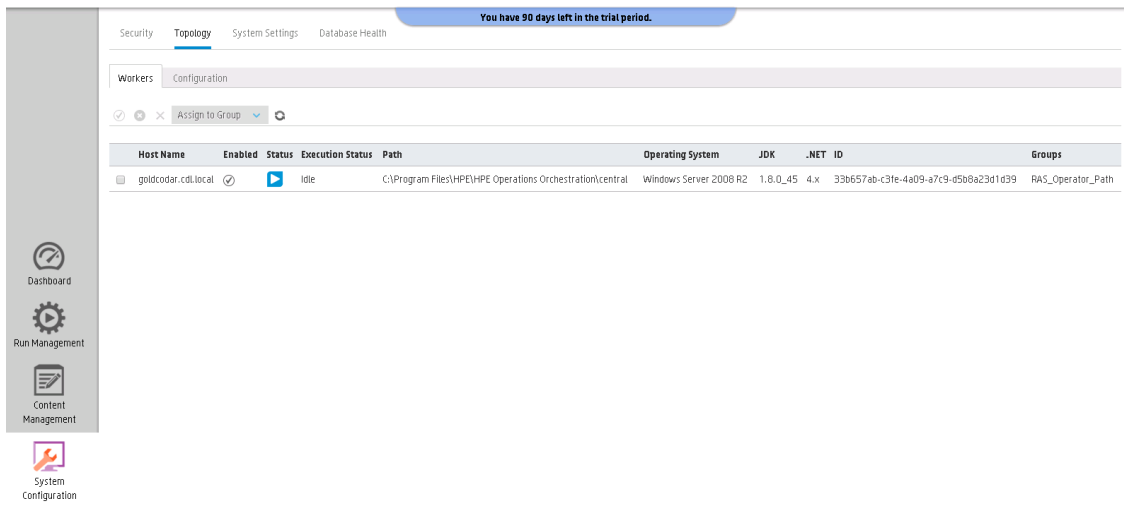 You have 90 days left in the trial period.
Security Topology System Settings Database Health
Workers Configuration
Assign to Group
Host Name Enabled Status Execution Status Path Operating System JDK .NET ID Groups
goldcodar.cdl.local Idle C:\Program Files\HPE\HPE Operations Orchestration\central Windows Server 2008 R2 1.8.0_45 4.x 33b657ab-c3fe-4a09-a7c9-d5b8a23d1d39 RAS_Operator_Path
Dashboard
Run Management
Content
Management
System
Configuration